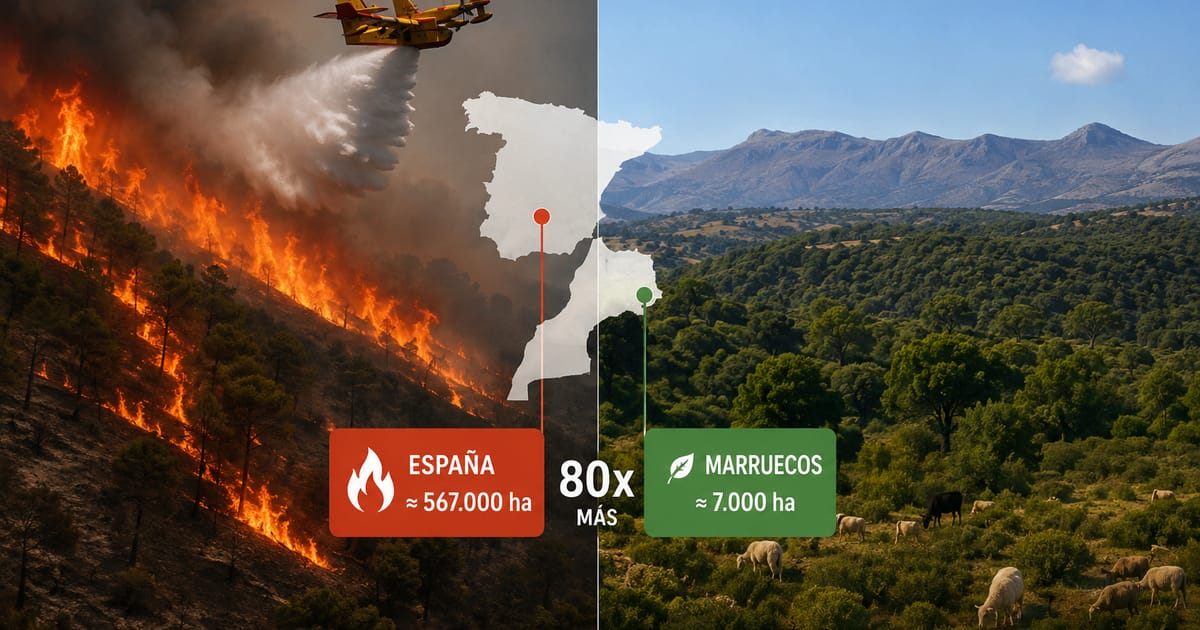 ESPAÑA
≈ 567.000 ha
80x
MÁS
MARRUECOS
≈ 7.000 ha